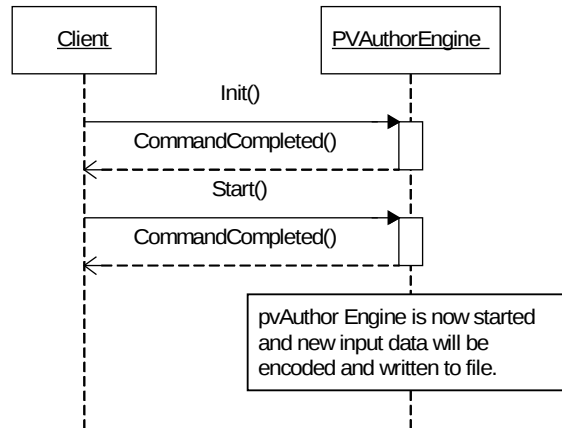 Client
PVAuthorEngine
Init()
CommandCompleted()
Start()
CommandCompleted()
pvAuthor Engine is now started
and new input data will be
encoded and written to file.